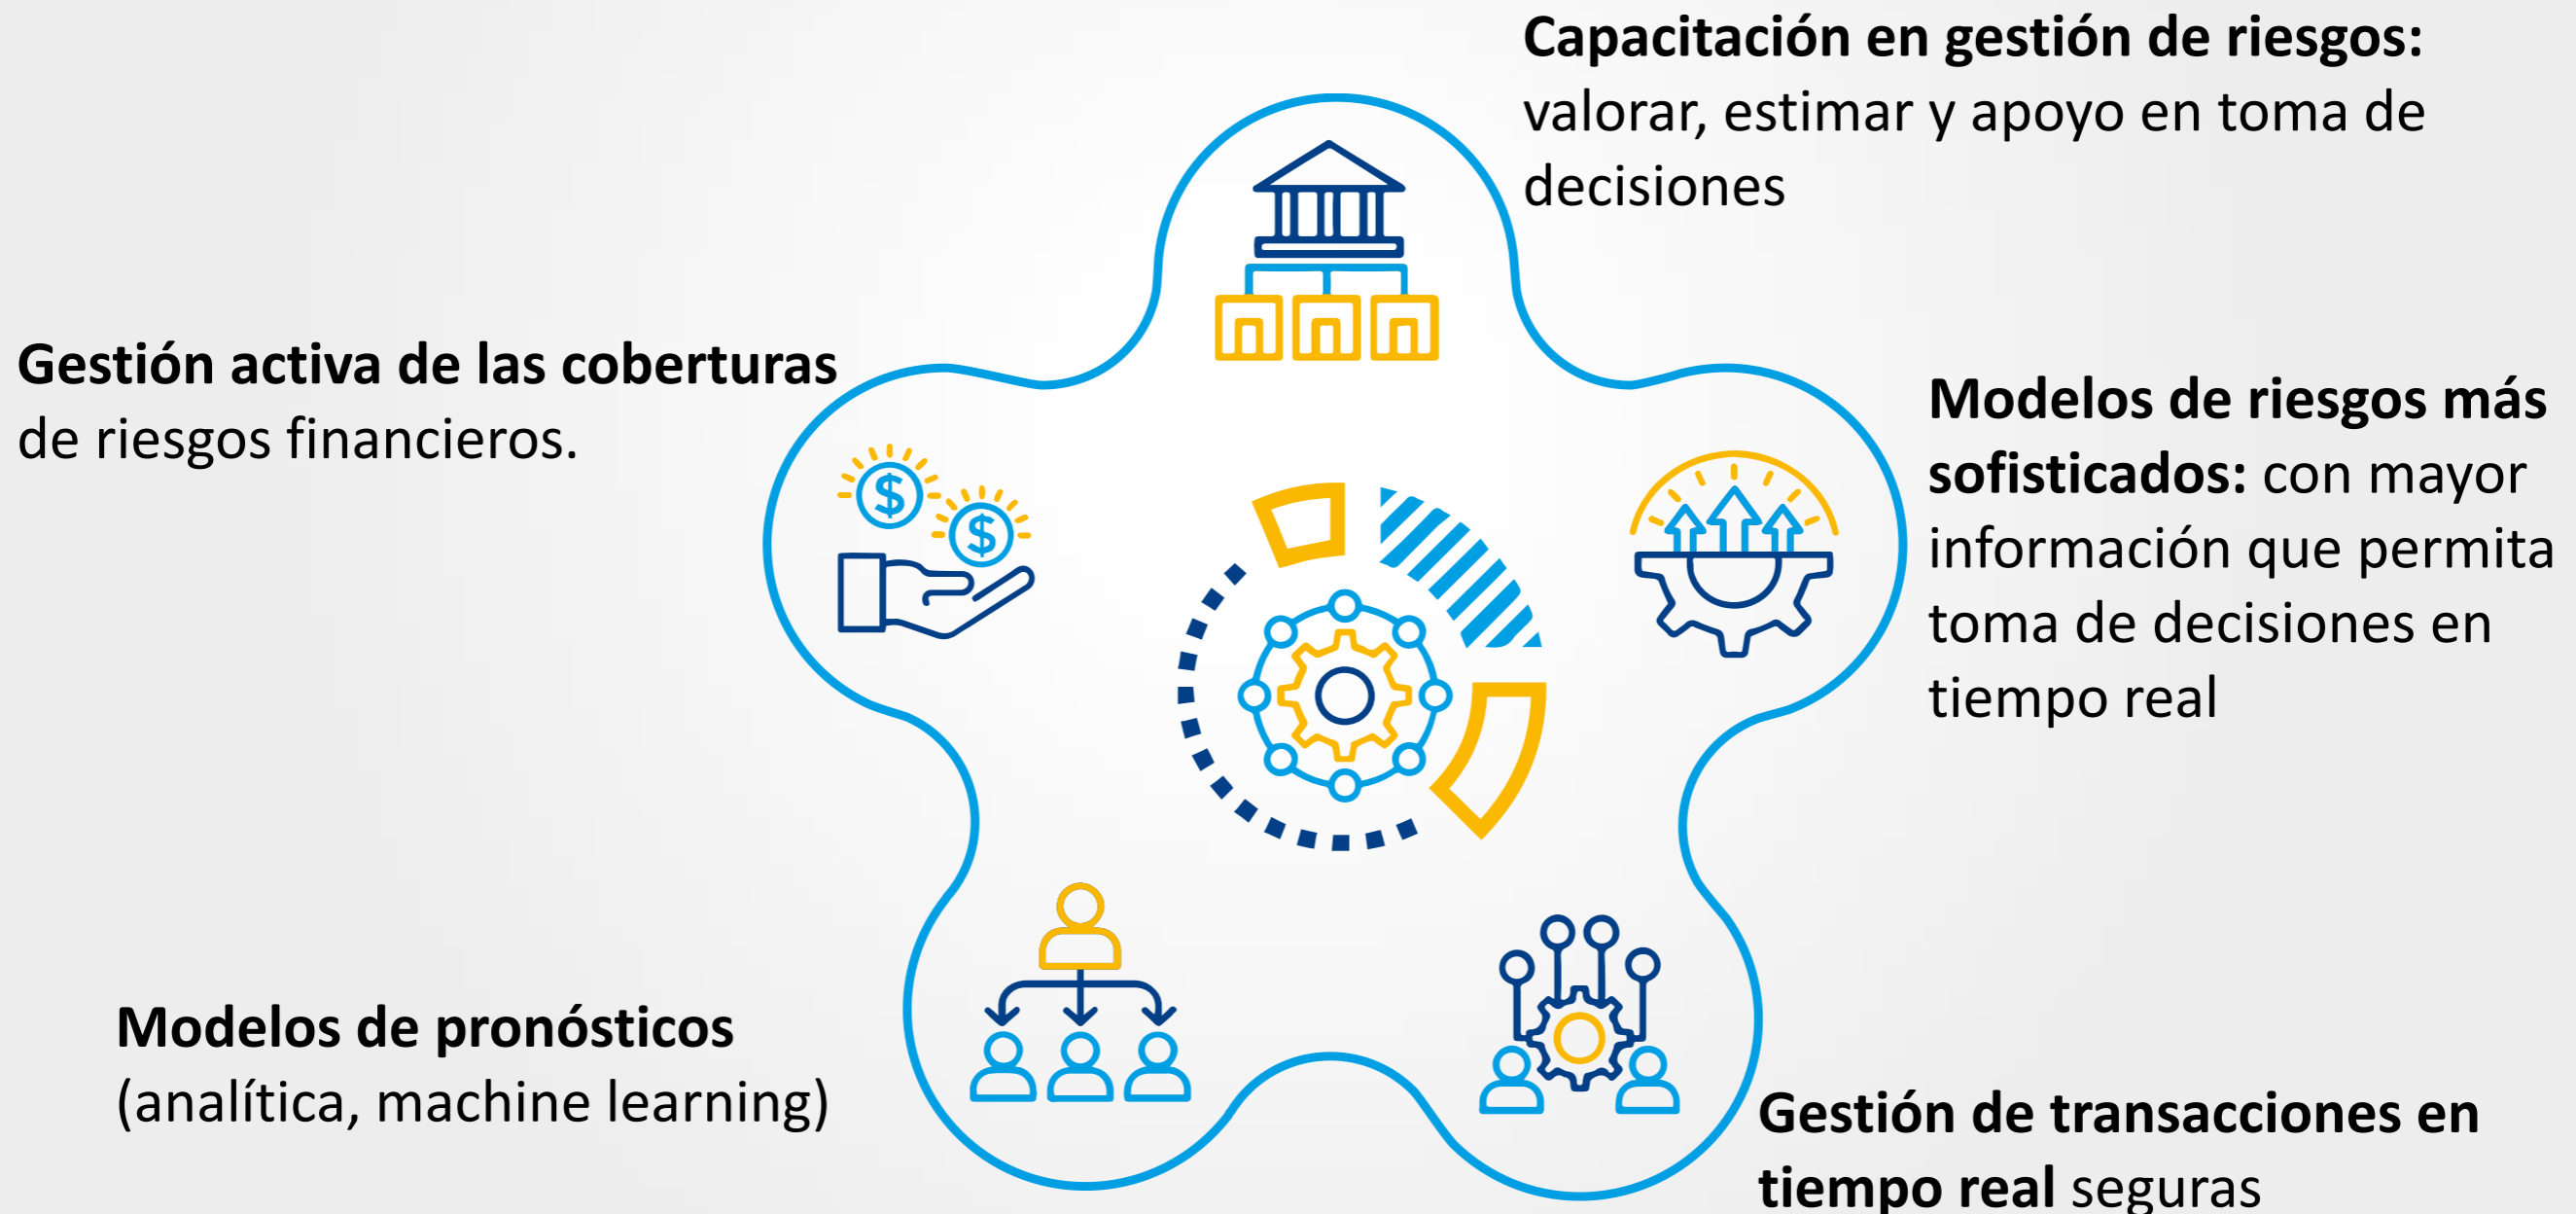 Capacitación en gestión de riesgos:
valorar, estimar y apoyo en toma de
decisiones
Gestión activa de las coberturas
de riesgos financieros.
Modelos de riesgos más
sofisticados: con mayor
información que permita
toma de decisiones en
tiempo real
$
$
Modelos de pronósticos
(analítica, machine learning)
Gestión de transacciones en
tiempo real seguras